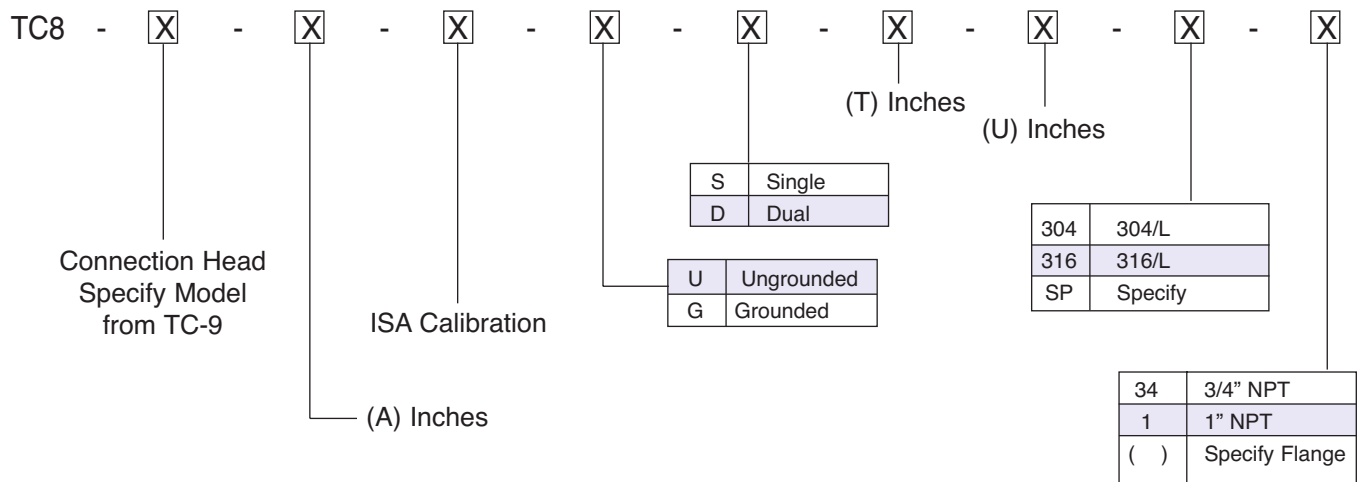 TC8 - X - X - X - X - X - X - X - X - X
(T) Inches
(U) Inches
S Single
D Dual
304 304/L
316 316/L
SP Specify
Connection Head
Specify Model
from TC-9
U Ungrounded
G Grounded
ISA Calibration
34 3/4” NPT
1 1” NPT
( ) Specify Flange
(A) Inches